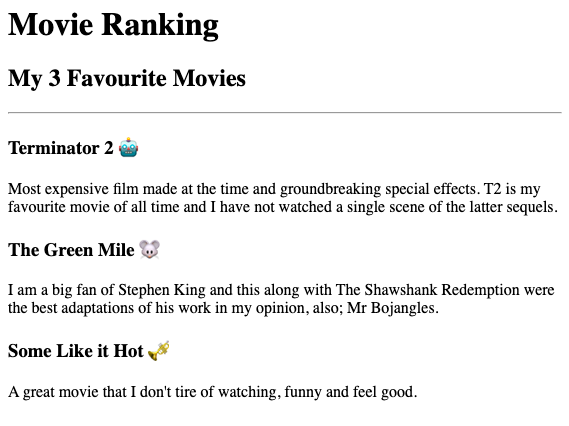 Movie Ranking
My 3 Favourite Movies
Terminator 2 🤖
Most expensive film made at the time and groundbreaking special effects. T2 is my
favourite movie of all time and I have not watched a single scene of the latter sequels.
The Green Mile 🐭
I am a big fan of Stephen King and this along with The Shawshank Redemption were
the best adaptations of his work in my opinion, also; Mr Bojangles.
Some Like it Hot 🎺
A great movie that I don't tire of watching, funny and feel good.